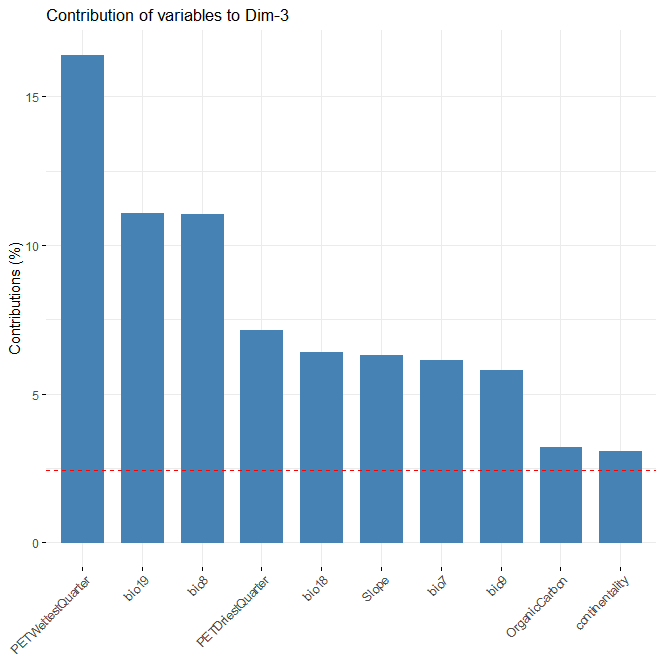 Contribution of variables to Dim-3
Contributions (%)
15
10
5
0
PETWettestQuarter
bio19
bio8
PETDriestQuarter
bio18
Slope
bio7
bio9
OrganicCarbon
continentality